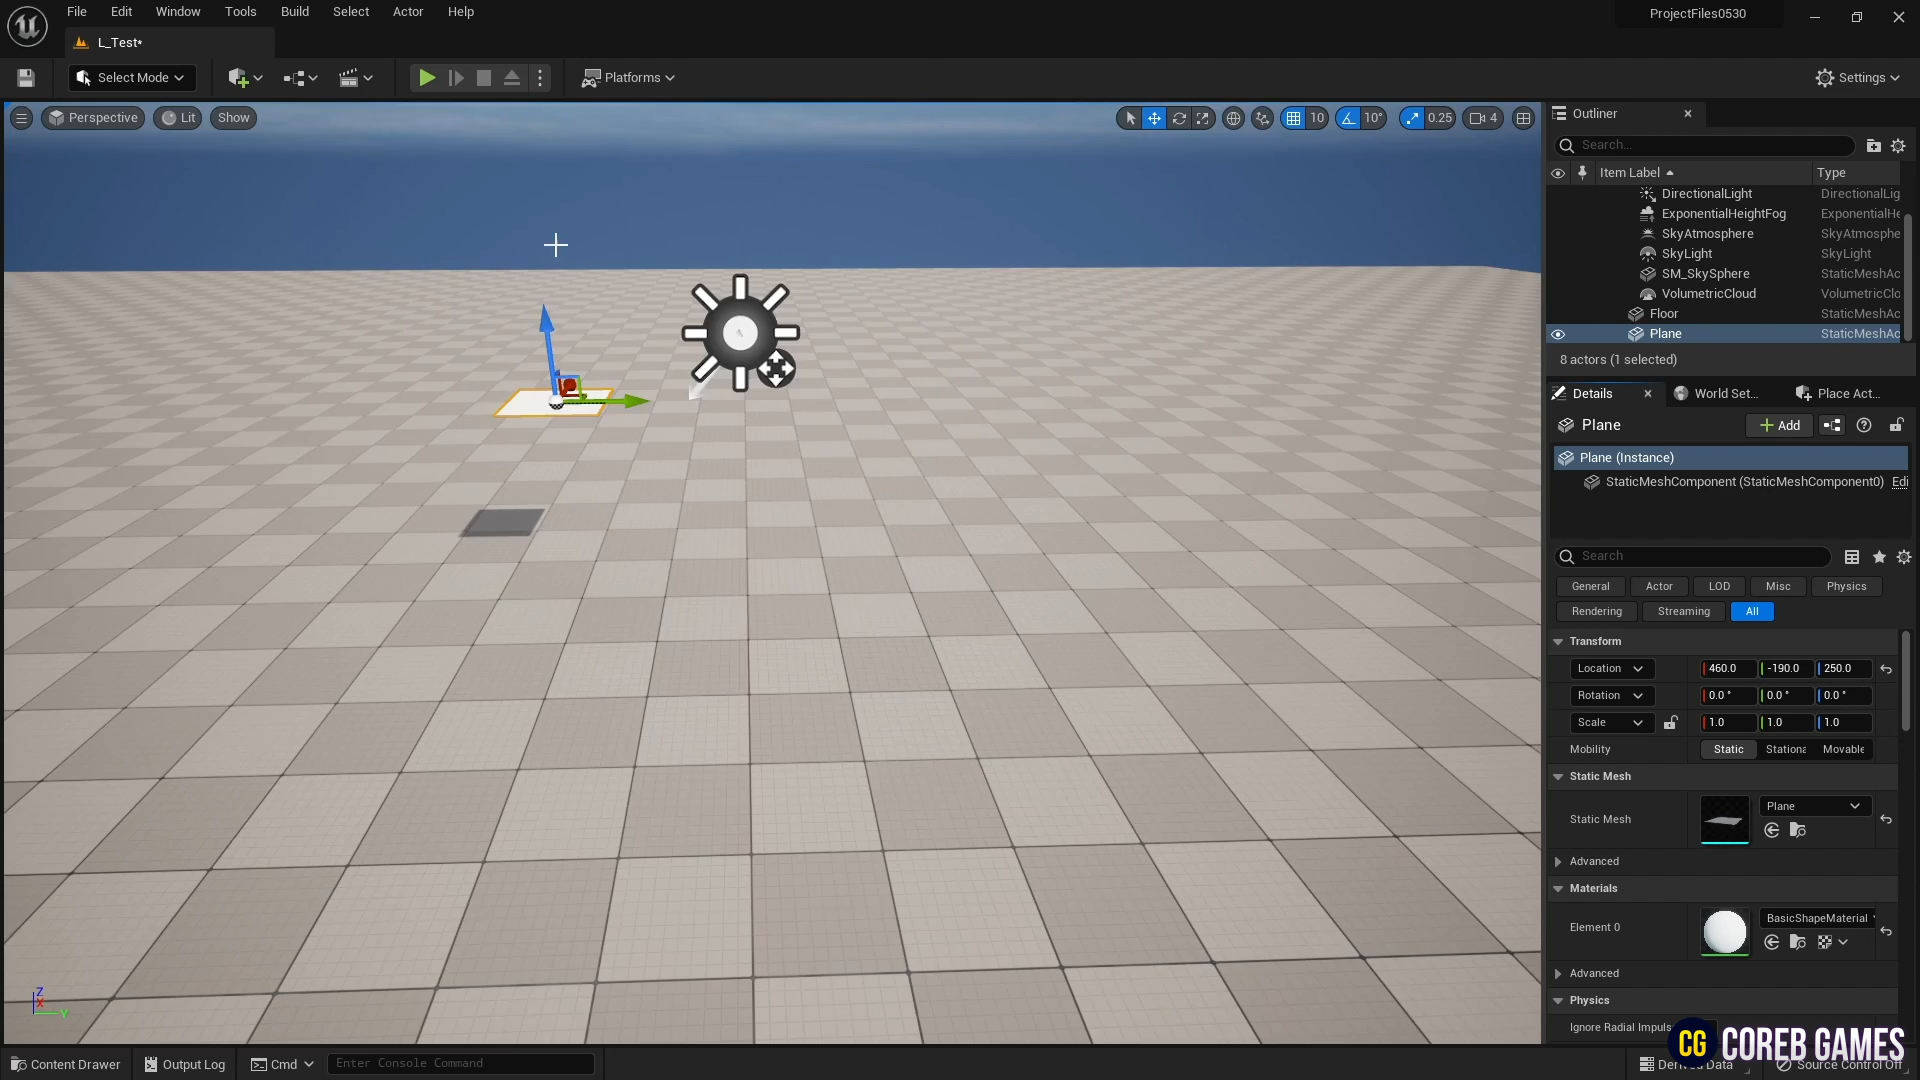 File Edit Window Tools Build Select Actor Help
ProjectFiles0530
L_Test*
Select Mode
Platforms
Settings
Perspective Lit Show
10 10° 0.25 4
Outliner
Search...
Item Label Type
DirectionalLight DirectionalLig
ExponentialHeightFog ExponentialHe
SkyAtmosphere SkyAtmosphe
SkyLight SkyLight
SM_SkySphere StaticMeshAc
VolumetricCloud VolumetricClo
Floor StaticMeshAc
Plane StaticMeshAc
8 actors (1 selected)
Details World Set... Place Act...
Plane Add
Plane (Instance)
StaticMeshComponent (StaticMeshComponent0) Edi
Search
General Actor LOD Misc Physics
Rendering Streaming All
Transform
Location 460.0 -190.0 250.0
Rotation 0.0 ° 0.0 ° 0.0 °
Scale 1.0 1.0 1.0
Mobility Static Stationa Movable
Static Mesh
Static Mesh Plane
Advanced
Materials
Element 0 BasicShapeMaterial
Advanced
Physics
Ignore Radial Impuls
Z
X
Y
CG COREB GAMES
Content Drawer Output Log Cmd Enter Console Command
Derived Data Source Control Off